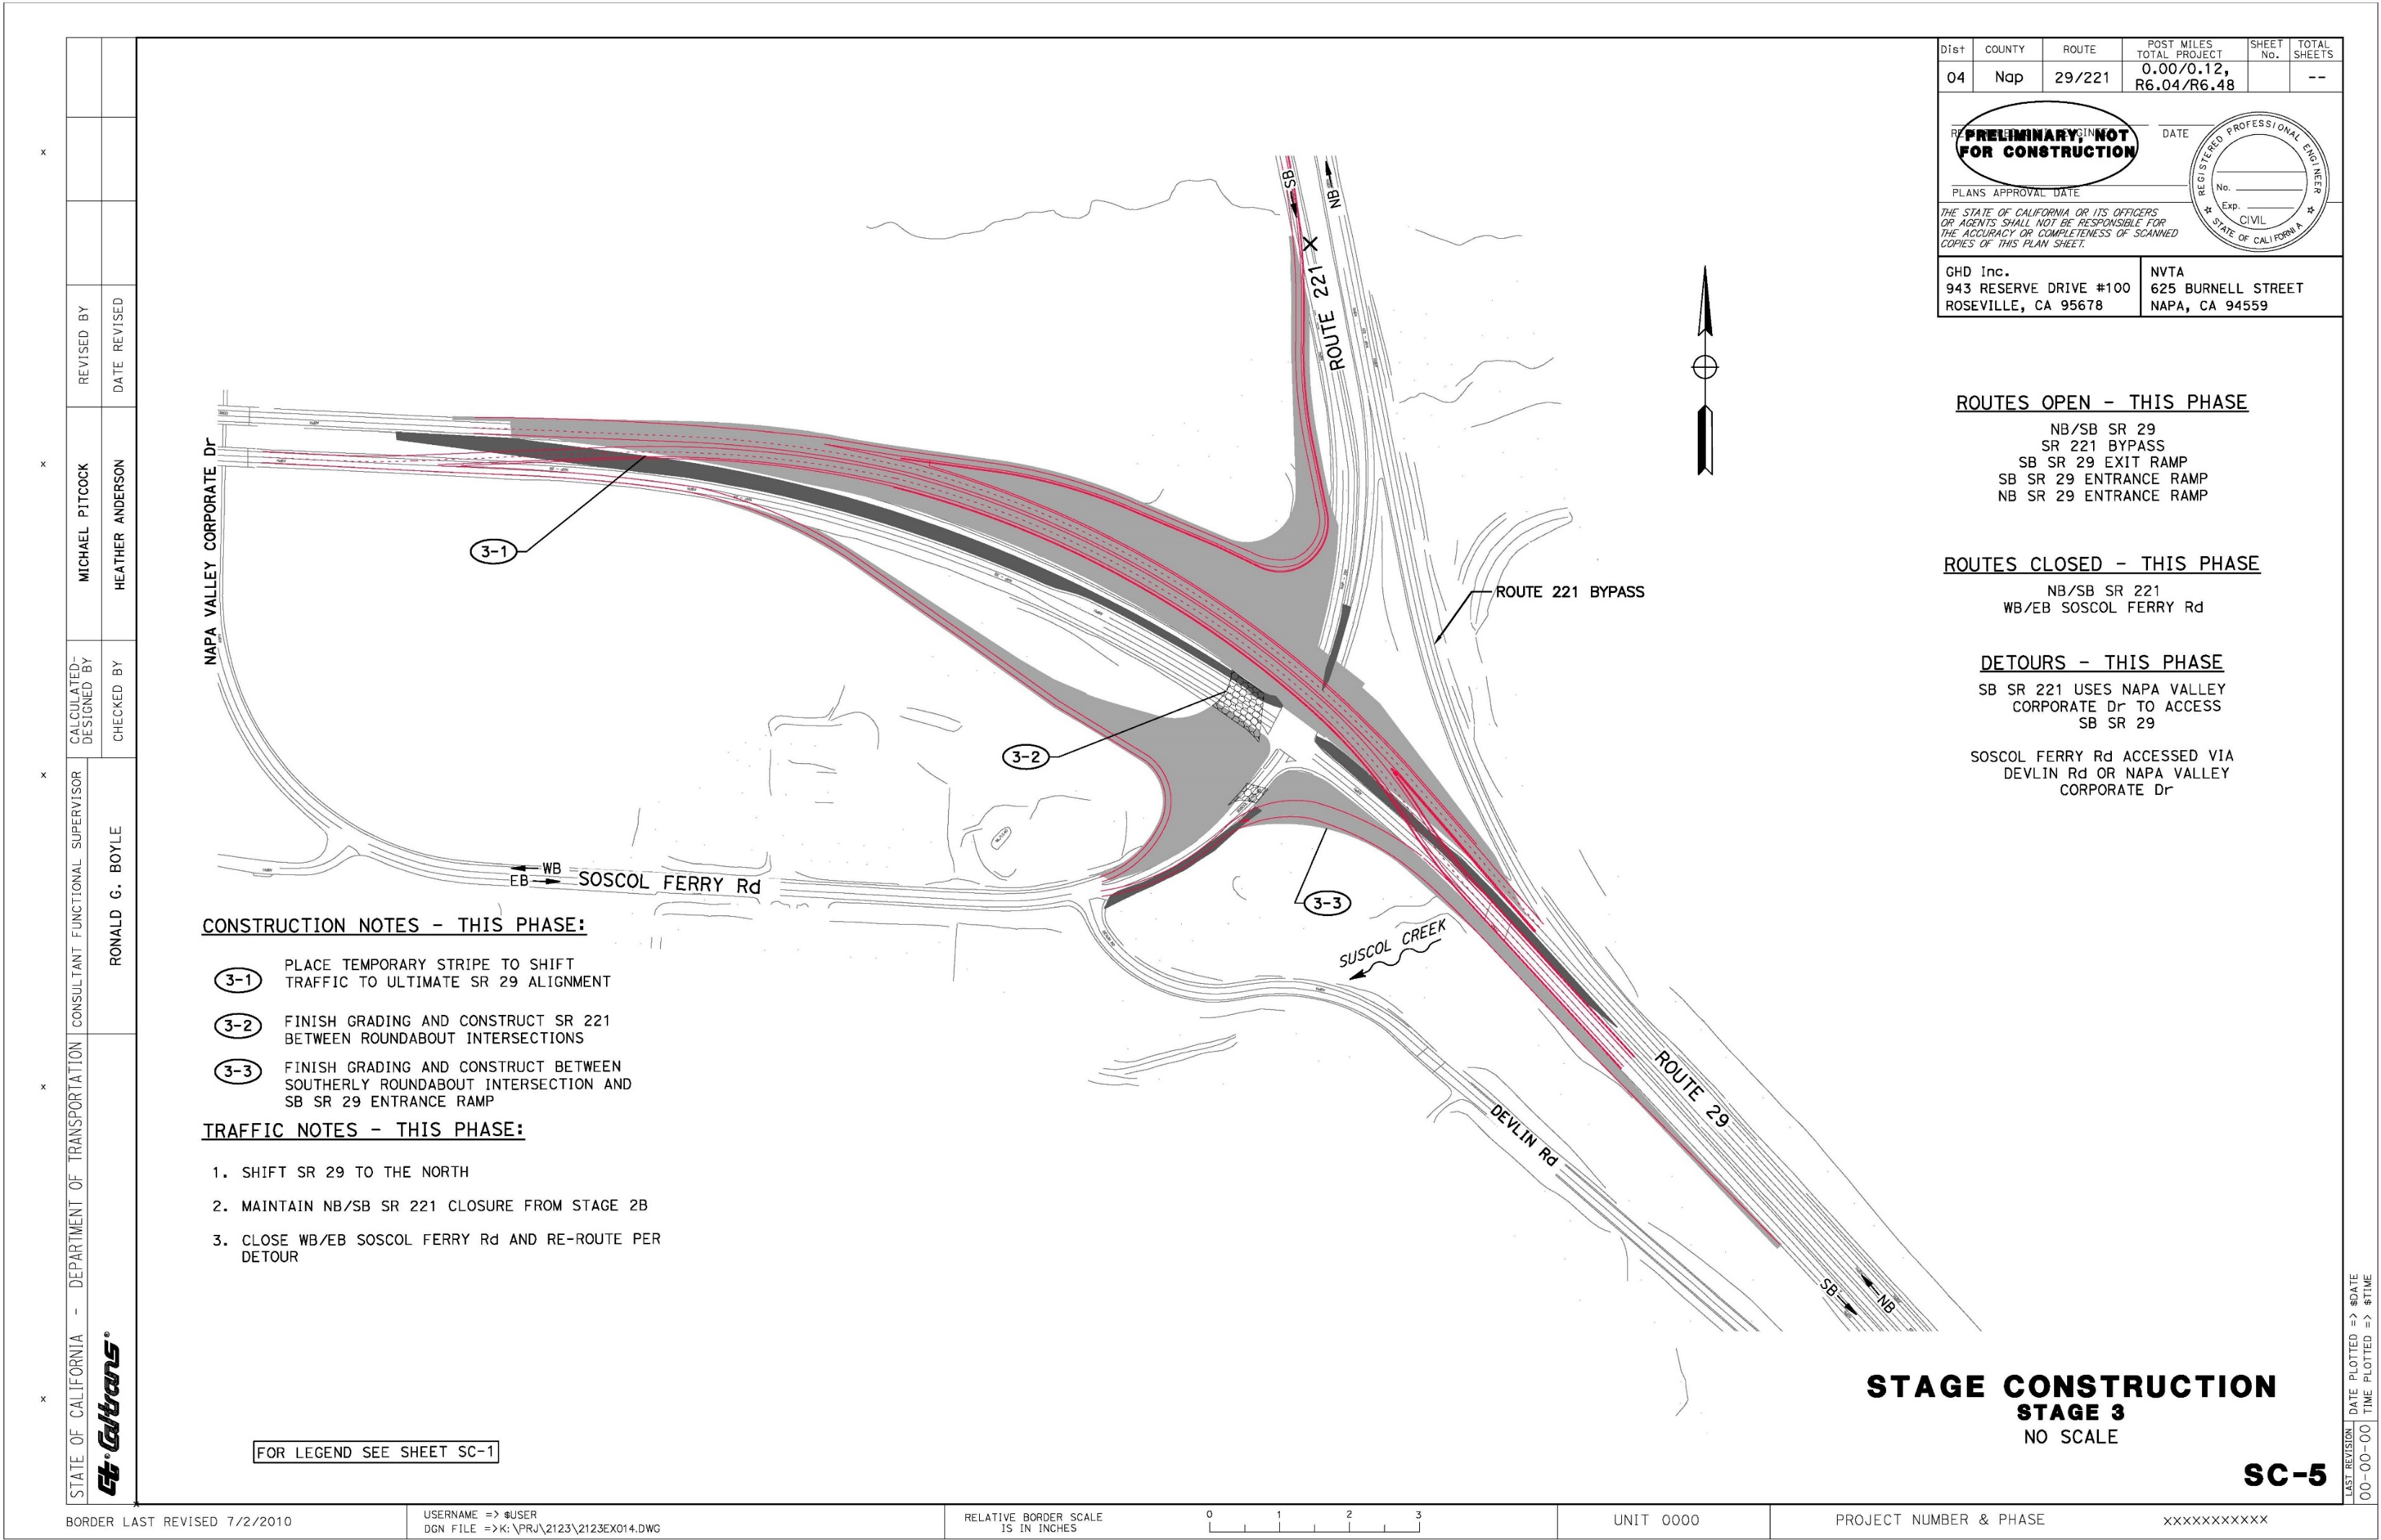 Dist COUNTY ROUTE POST MILES TOTAL PROJECT SHEET No. TOTAL SHEETS
04 Nap 29/221 0.00/0.12, R6.04/R6.48 --
PRELIMINARY, NOT
FOR CONSTRUCTION
DATE
PLANS APPROVAL DATE
REGISTERED PROFESSIONAL ENGINEER
No.
Exp.
CIVIL
STATE OF CALIFORNIA
THE STATE OF CALIFORNIA OR ITS OFFICERS
OR AGENTS SHALL NOT BE RESPONSIBLE FOR
THE ACCURACY OR COMPLETENESS OF SCANNED
COPIES OF THIS PLAN SHEET.
GHD Inc.
943 RESERVE DRIVE #100
ROSEVILLE, CA 95678
NVTA
625 BURNELL STREET
NAPA, CA 94559
ROUTES OPEN - THIS PHASE
NB/SB SR 29
SR 221 BYPASS
SB SR 29 EXIT RAMP
SB SR 29 ENTRANCE RAMP
NB SR 29 ENTRANCE RAMP
ROUTES CLOSED - THIS PHASE
NB/SB SR 221
WB/EB SOSCOL FERRY Rd
DETOURS - THIS PHASE
SB SR 221 USES NAPA VALLEY
CORPORATE Dr TO ACCESS
SB SR 29
SOSCOL FERRY Rd ACCESSED VIA
DEVLIN Rd OR NAPA VALLEY
CORPORATE Dr
SB
NB
X
ROUTE 221
ROUTE 221 BYPASS
NAPA VALLEY CORPORATE Dr
3-1
3-2
3-3
WB
EB
SOSCOL FERRY Rd
SUSCOL CREEK
DEVLIN Rd
ROUTE 29
SB
NB
CONSTRUCTION NOTES - THIS PHASE:
3-1 PLACE TEMPORARY STRIPE TO SHIFT
TRAFFIC TO ULTIMATE SR 29 ALIGNMENT
3-2 FINISH GRADING AND CONSTRUCT SR 221
BETWEEN ROUNDABOUT INTERSECTIONS
3-3 FINISH GRADING AND CONSTRUCT BETWEEN
SOUTHERLY ROUNDABOUT INTERSECTION AND
SB SR 29 ENTRANCE RAMP
TRAFFIC NOTES - THIS PHASE:
1. SHIFT SR 29 TO THE NORTH
2. MAINTAIN NB/SB SR 221 CLOSURE FROM STAGE 2B
3. CLOSE WB/EB SOSCOL FERRY Rd AND RE-ROUTE PER
DETOUR
FOR LEGEND SEE SHEET SC-1
STAGE CONSTRUCTION
STAGE 3
NO SCALE
SC-5
STATE OF CALIFORNIA - DEPARTMENT OF TRANSPORTATION
Caltrans
CONSULTANT FUNCTIONAL SUPERVISOR
RONALD G. BOYLE
CALCULATED-
DESIGNED BY
CHECKED BY
MICHAEL PITCOCK
HEATHER ANDERSON
REVISED BY
DATE REVISED
x
x
x
x
x
LAST REVISION
00-00-00
DATE PLOTTED => $DATE
TIME PLOTTED => $TIME
BORDER LAST REVISED 7/2/2010
USERNAME => $USER
DGN FILE =>K:\PRJ\2123\2123EX014.DWG
RELATIVE BORDER SCALE
IS IN INCHES
0 1 2 3
UNIT 0000
PROJECT NUMBER & PHASE
XXXXXXXXXXX